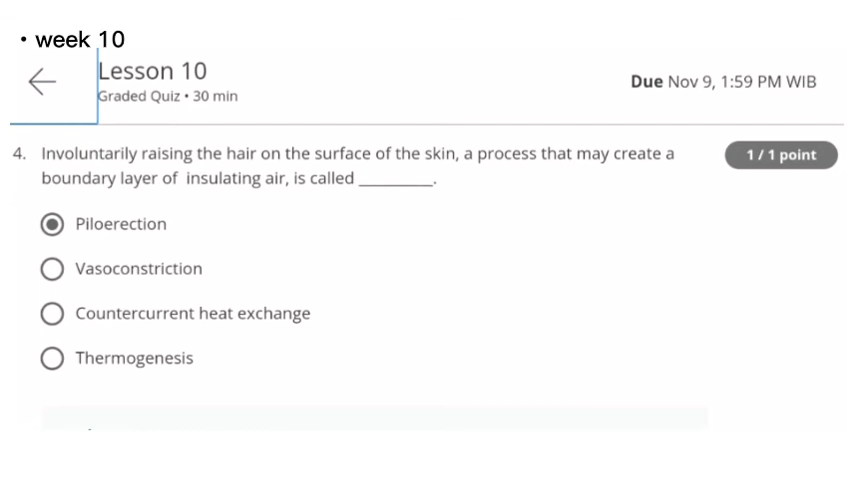 • week 10
Lesson 10
Graded Quiz • 30 min
Due Nov 9, 1:59 PM WIB
4. Involuntarily raising the hair on the surface of the skin, a process that may create a
boundary layer of insulating air, is called ________.
1 / 1 point
Piloerection
Vasoconstriction
Countercurrent heat exchange
Thermogenesis